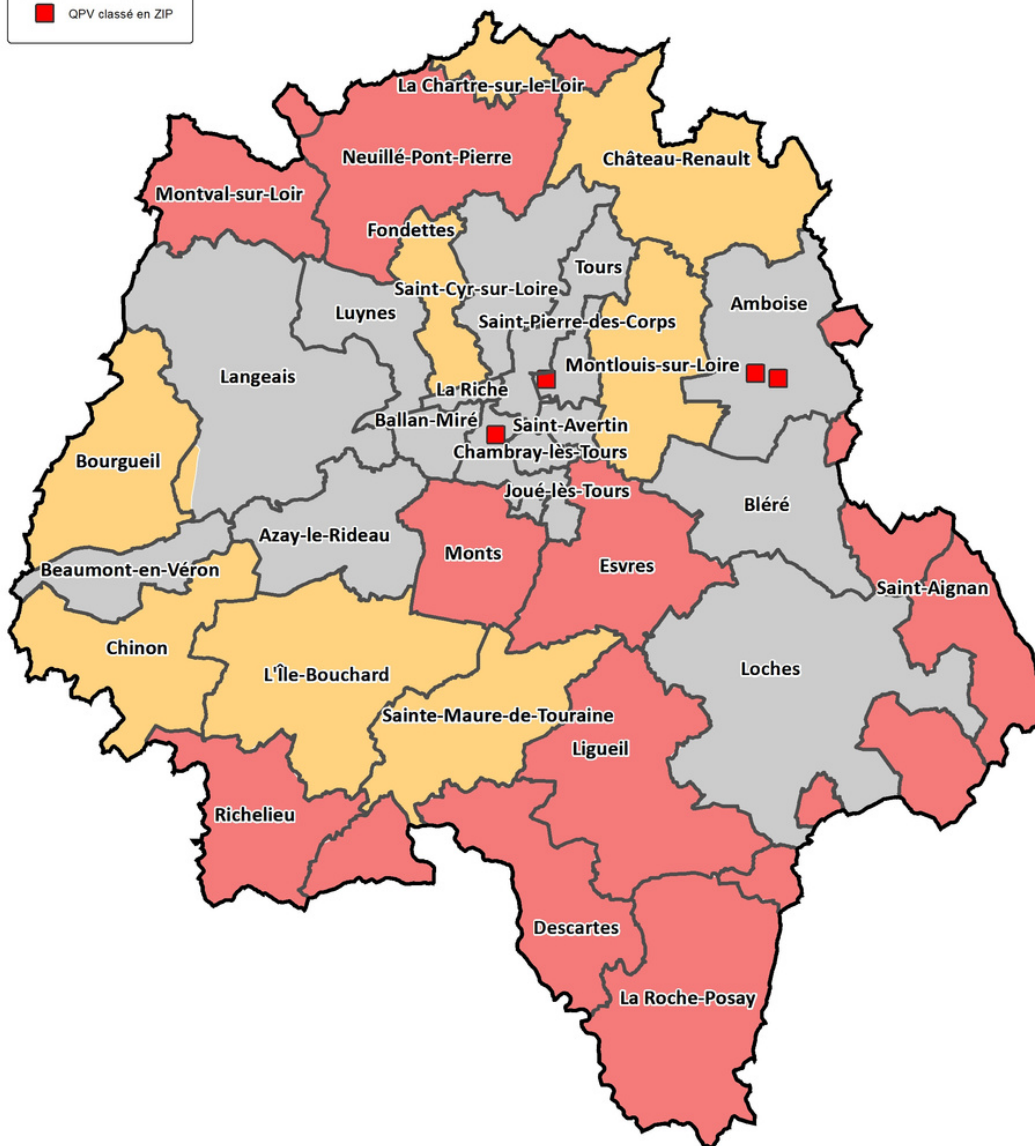 QPV classé en ZIP
La Chartre-sur-le-Loir
Neuillé-Pont-Pierre
Château-Renault
Montval-sur-Loir
Fondettes
Tours
Saint-Cyr-sur-Loire
Amboise
Luynes
Saint-Pierre-des-Corps
Montlouis-sur-Loire
Langeais
La Riche
Ballan-Miré
Saint-Avertin
Chambray-lès-Tours
Bourgueil
Joué-lès-Tours
Bléré
Azay-le-Rideau
Monts
Esvres
Beaumont-en-Véron
Saint-Aignan
Chinon
L'Île-Bouchard
Loches
Sainte-Maure-de-Touraine
Ligueil
Richelieu
Descartes
La Roche-Posay